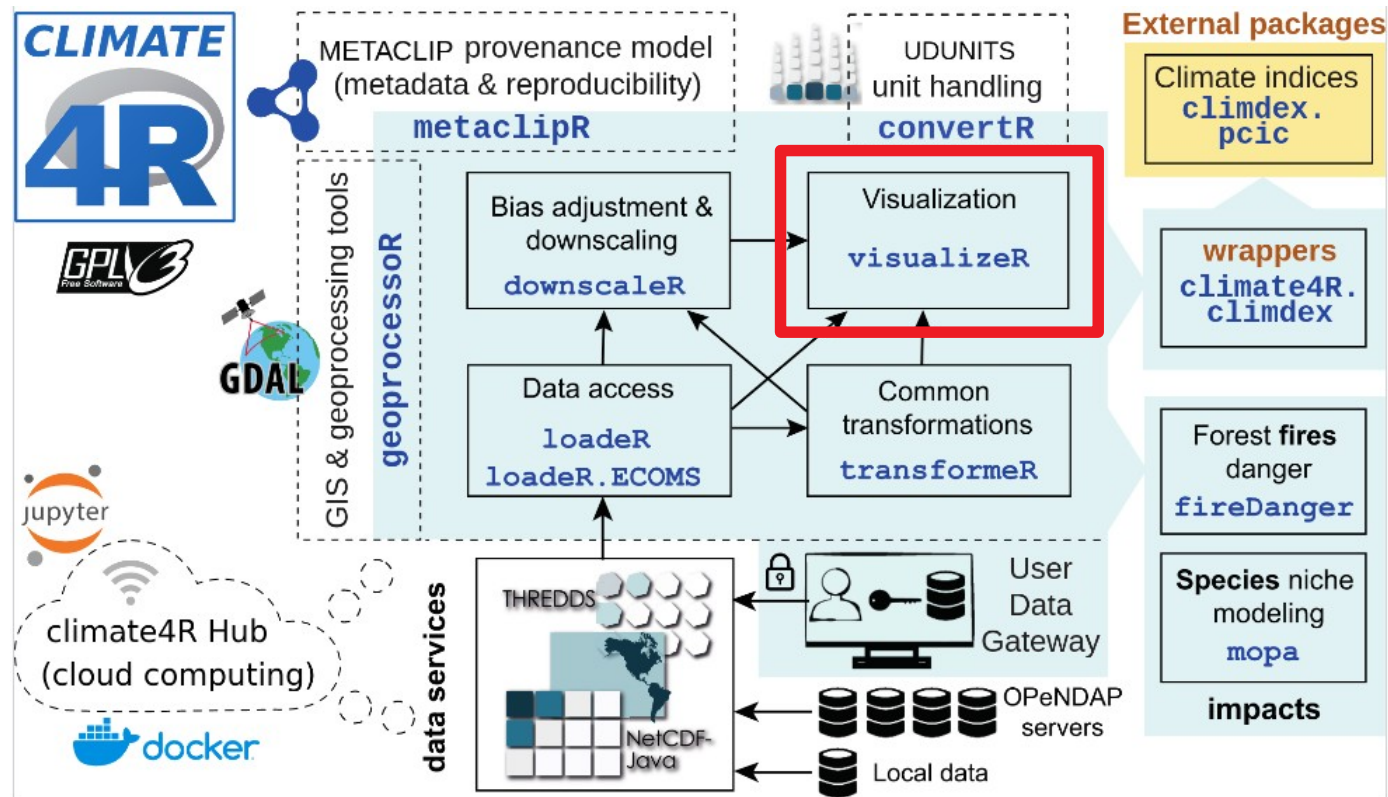 CLIMATE
4R
GPLv3
Free Software
METACLIP provenance model
(metadata & reproducibility)
metaclipR
UDUNITS
unit handling
convertR
External packages
Climate indices
climdex.
pcic
GIS & geoprocessing tools
geoprocessoR
GDAL
Bias adjustment &
downscaling
downscaleR
Visualization
visualizeR
wrappers
climate4R.
climdex
Data access
loadeR
loadeR.ECOMS
Common
transformations
transformeR
Forest fires
danger
fireDanger
Species niche
modeling
mopa
impacts
jupyter
climate4R Hub
(cloud computing)
docker
data services
THREDDS
NetCDF-
Java
User
Data
Gateway
OPeNDAP
servers
Local data